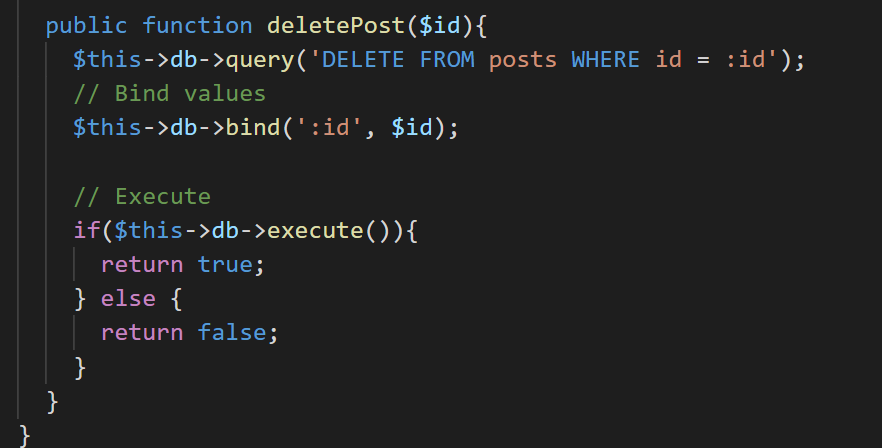 public function deletePost($id){
$this->db->query('DELETE FROM posts WHERE id = :id');
// Bind values
$this->db->bind(':id', $id);
// Execute
if($this->db->execute()){
return true;
} else {
return false;
}
}
}